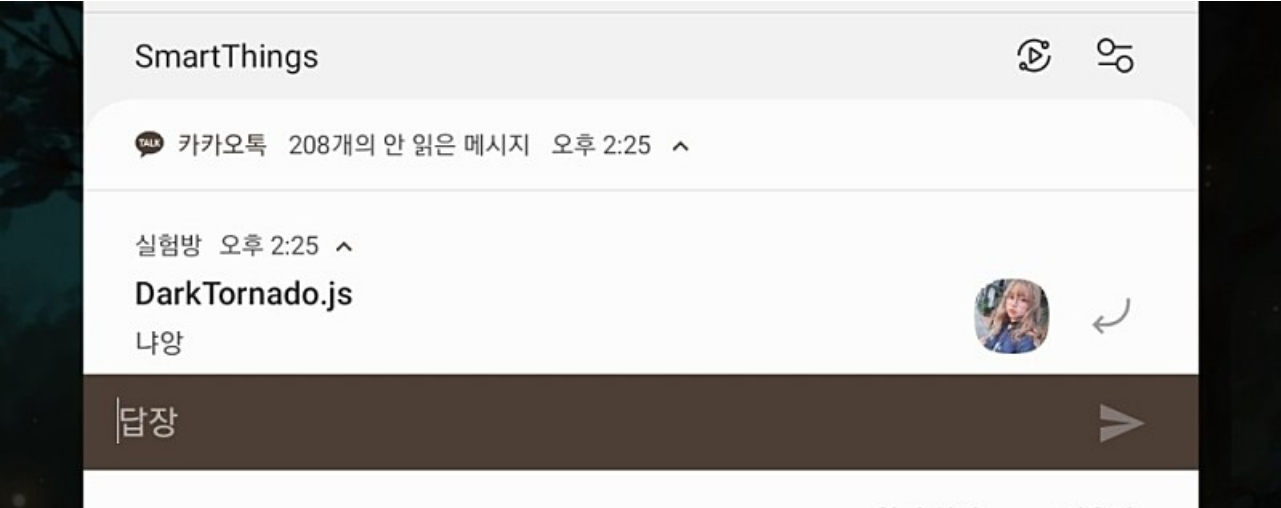 SmartThings
TALK 카카오톡 208개의 안 읽은 메시지 오후 2:25
실험방 오후 2:25
DarkTornado.js
냐앙
답장